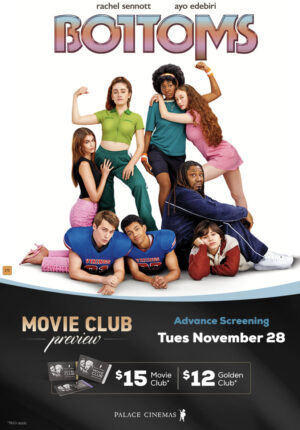 rachel sennott ayo edebiri
BOTTOMS
MOVIE CLUB
preview
Advance Screening
Tues November 28
$15 Movie Club*
$12 Golden Club*
PALACE CINEMAS